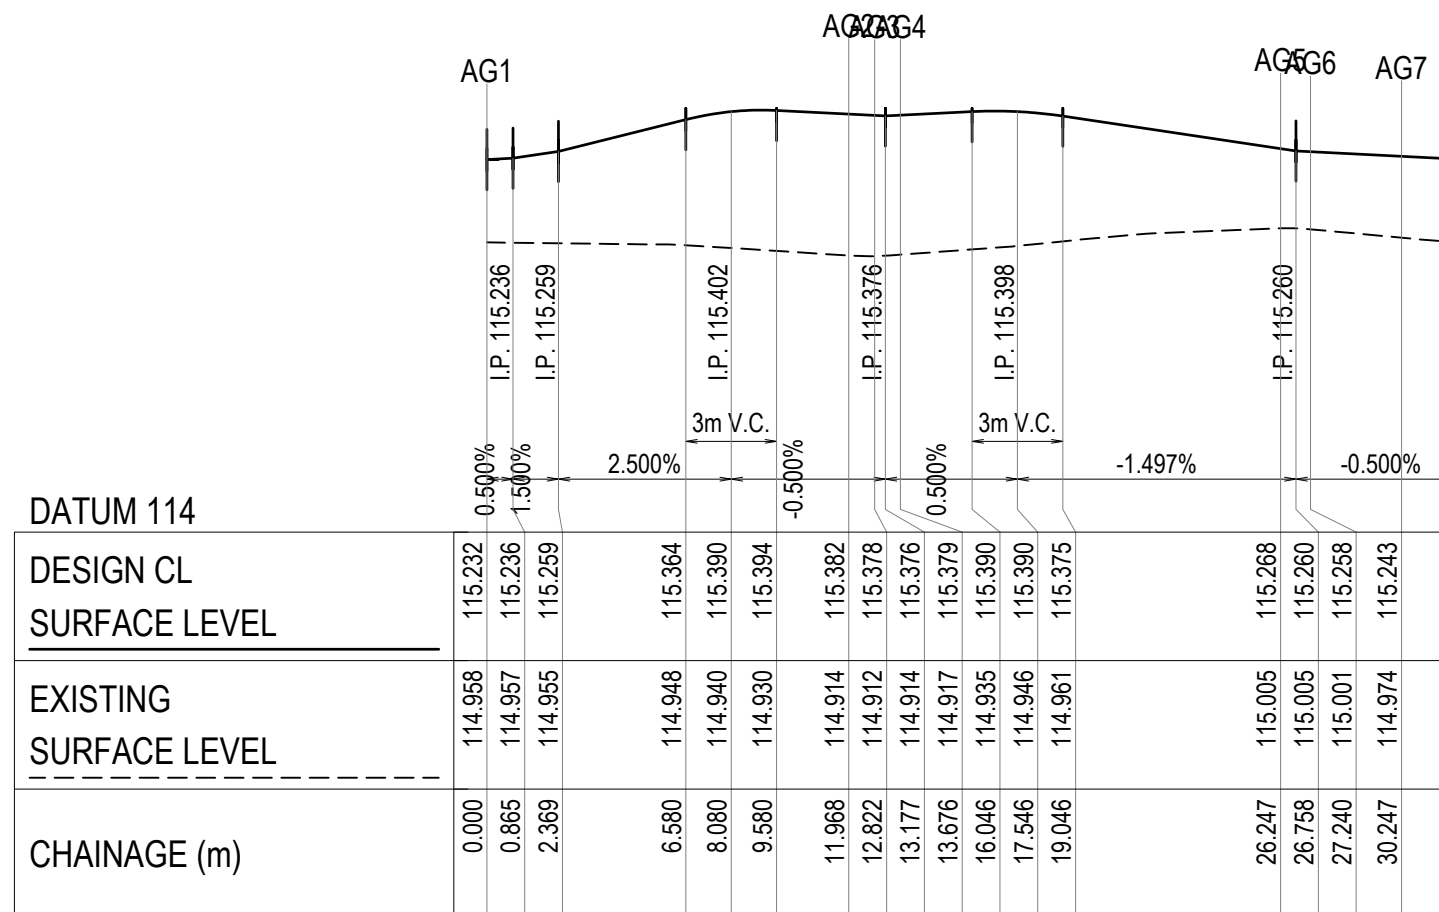 AG2 AG3 AG4
AG1 AG5 AG6 AG7
I.P. 115.236 I.P. 115.259 I.P. 115.402 I.P. 115.376 I.P. 115.398 I.P. 115.260
3m V.C. 3m V.C.
0.500% 1.500% 2.500% -0.500% 0.500% -1.497% -0.500%
DATUM 114
DESIGN CL
SURFACE LEVEL
115.232 115.236 115.259 115.364 115.390 115.394 115.382 115.378 115.376 115.379 115.390 115.390 115.375 115.268 115.260 115.258 115.243
EXISTING
SURFACE LEVEL
114.958 114.957 114.955 114.948 114.940 114.930 114.914 114.912 114.914 114.917 114.935 114.946 114.961 115.005 115.005 115.001 114.974
CHAINAGE (m)
0.000 0.865 2.369 6.580 8.080 9.580 11.968 12.822 13.177 13.676 16.046 17.546 19.046 26.247 26.758 27.240 30.247